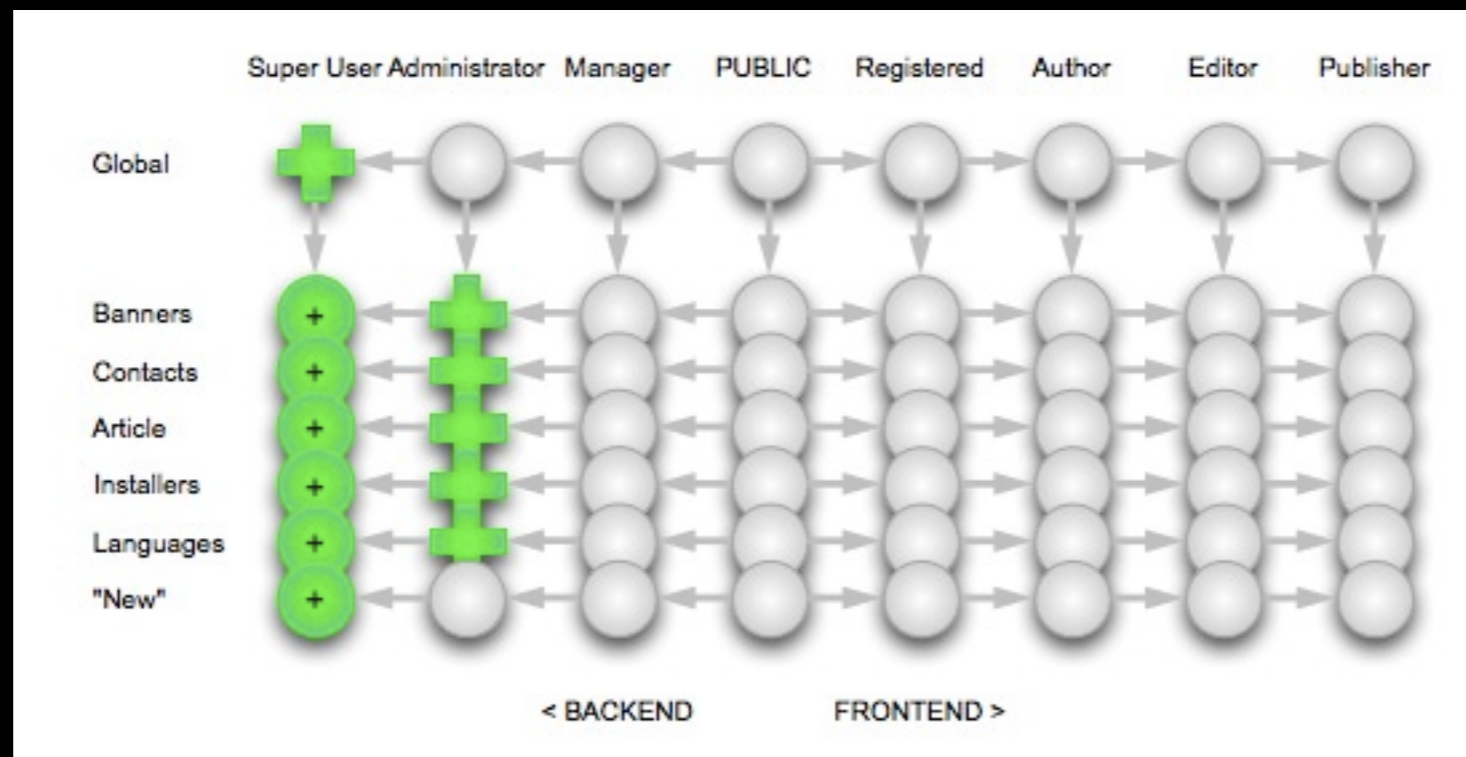 Super User Administrator Manager PUBLIC Registered Author Editor Publisher
Global
Banners +
Contacts +
Article +
Installers +
Languages +
"New" +
< BACKEND FRONTEND >